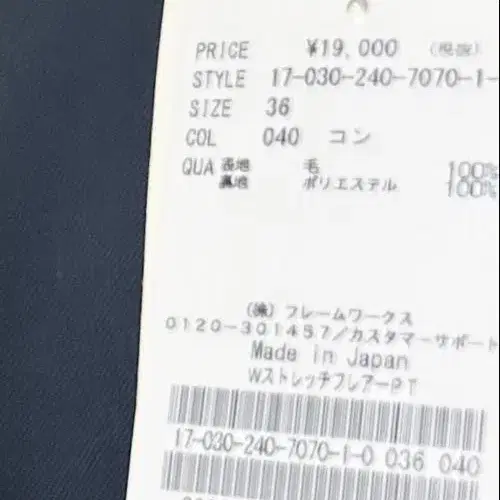 PRICE ¥19,000 (税抜)
STYLE 17-030-240-7070-1-
SIZE 36
COL 040 コン
QUA 表地 毛 100%
裏地 ポリエステル 100%
(株) フレームワークス
0120-301457/カスタマーサポート
Made in Japan
WストレッチフレアーPT
17-030-240-7070-1-0 036 040